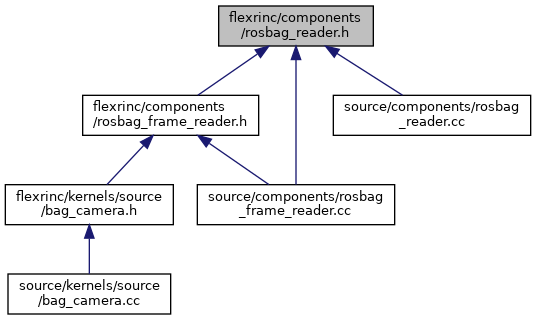 flexrinc/components
/rosbag_reader.h
flexrinc/components
/rosbag_frame_reader.h
source/components/rosbag
_reader.cc
flexrinc/kernels/source
/bag_camera.h
source/components/rosbag
_frame_reader.cc
source/kernels/source
/bag_camera.cc